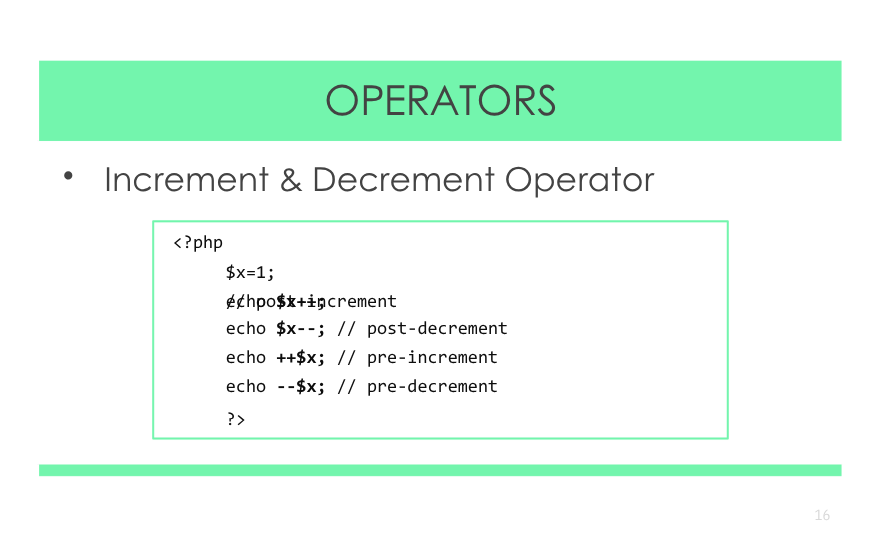 OPERATORS
• Increment & Decrement Operator
<?php
$x=1;
echo $x++; // post-increment
echo $x--; // post-decrement
echo ++$x; // pre-increment
echo --$x; // pre-decrement
?>
16